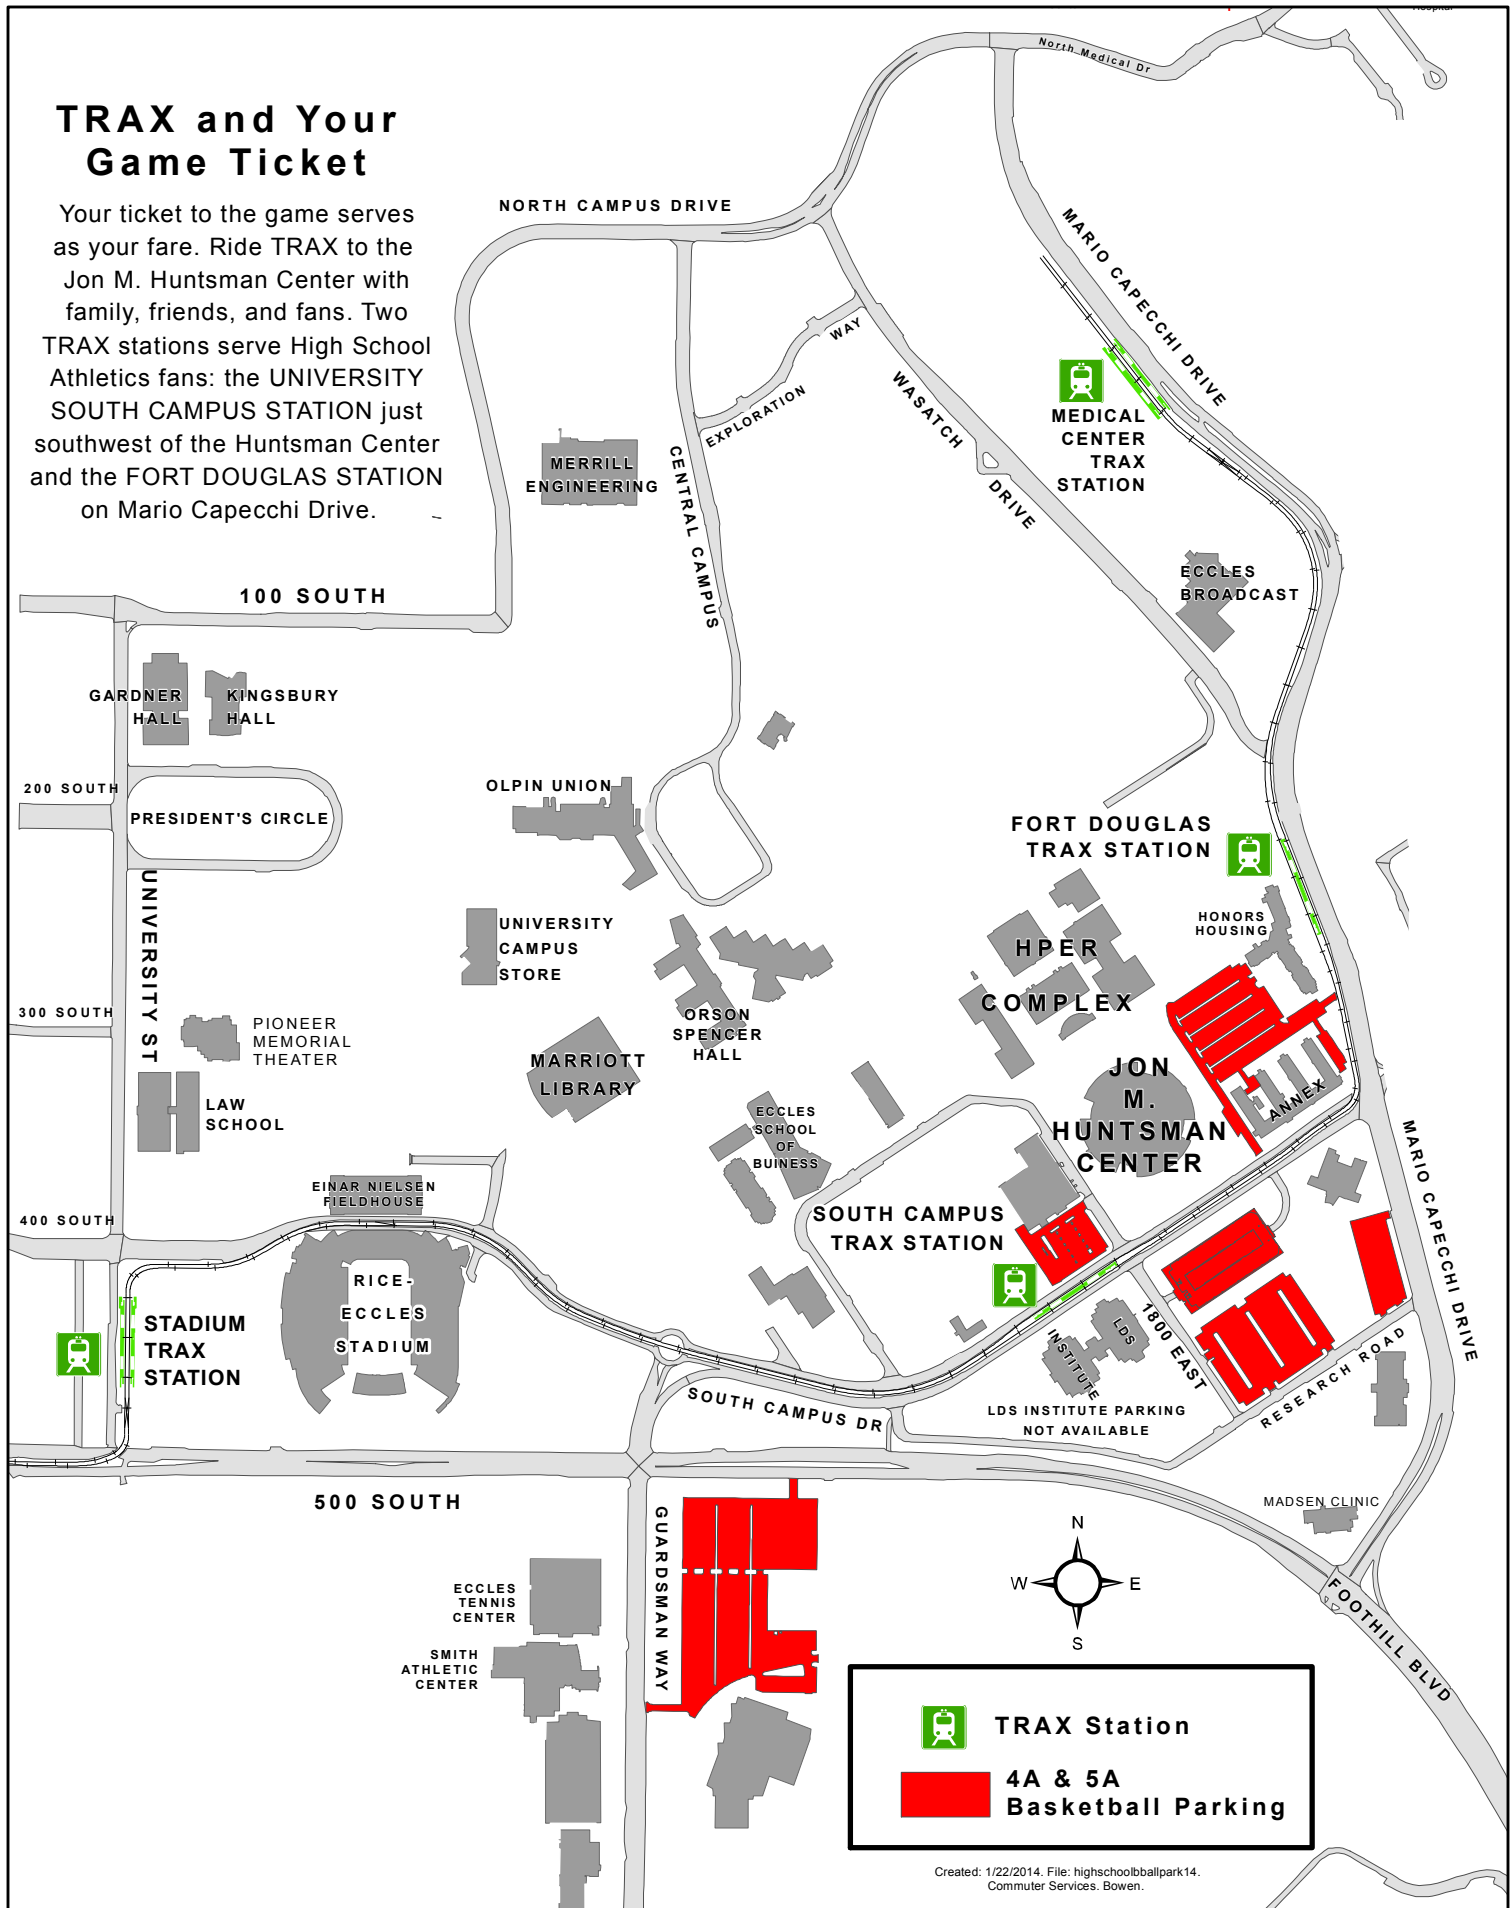 Hospital
North Medical Dr
TRAX and Your
Game Ticket
Your ticket to the game serves
as your fare. Ride TRAX to the
Jon M. Huntsman Center with
family, friends, and fans. Two
TRAX stations serve High School
Athletics fans: the UNIVERSITY
SOUTH CAMPUS STATION just
southwest of the Huntsman Center
and the FORT DOUGLAS STATION
on Mario Capecchi Drive.
NORTH CAMPUS DRIVE
MARIO CAPECCHI DRIVE
WAY
EXPLORATION
WASATCH
DRIVE
MEDICAL
CENTER
TRAX
STATION
MERRILL
ENGINEERING
CENTRAL CAMPUS
ECCLES
BROADCAST
100 SOUTH
GARDNER
HALL
KINGSBURY
HALL
200 SOUTH
PRESIDENT'S CIRCLE
OLPIN UNION
FORT DOUGLAS
TRAX STATION
UNIVERSITY ST
UNIVERSITY
CAMPUS
STORE
HONORS
HOUSING
HPER
COMPLEX
300 SOUTH
PIONEER
MEMORIAL
THEATER
ORSON
SPENCER
HALL
MARRIOTT
LIBRARY
JON
M.
HUNTSMAN
CENTER
ANNEX
LAW
SCHOOL
ECCLES
SCHOOL
OF
BUINESS
MARIO CAPECCHI DRIVE
EINAR NIELSEN
FIELDHOUSE
400 SOUTH
SOUTH CAMPUS
TRAX STATION
RICE-
ECCLES
STADIUM
STADIUM
TRAX
STATION
LDS
INSTITUTE
1800 EAST
RESEARCH ROAD
SOUTH CAMPUS DR
LDS INSTITUTE PARKING
NOT AVAILABLE
500 SOUTH
MADSEN CLINIC
GUARDSMAN WAY
N
W
E
S
ECCLES
TENNIS
CENTER
SMITH
ATHLETIC
CENTER
FOOTHILL BLVD
TRAX Station
4A & 5A
Basketball Parking
Created: 1/22/2014. File: highschoolbballpark14.
Commuter Services. Bowen.